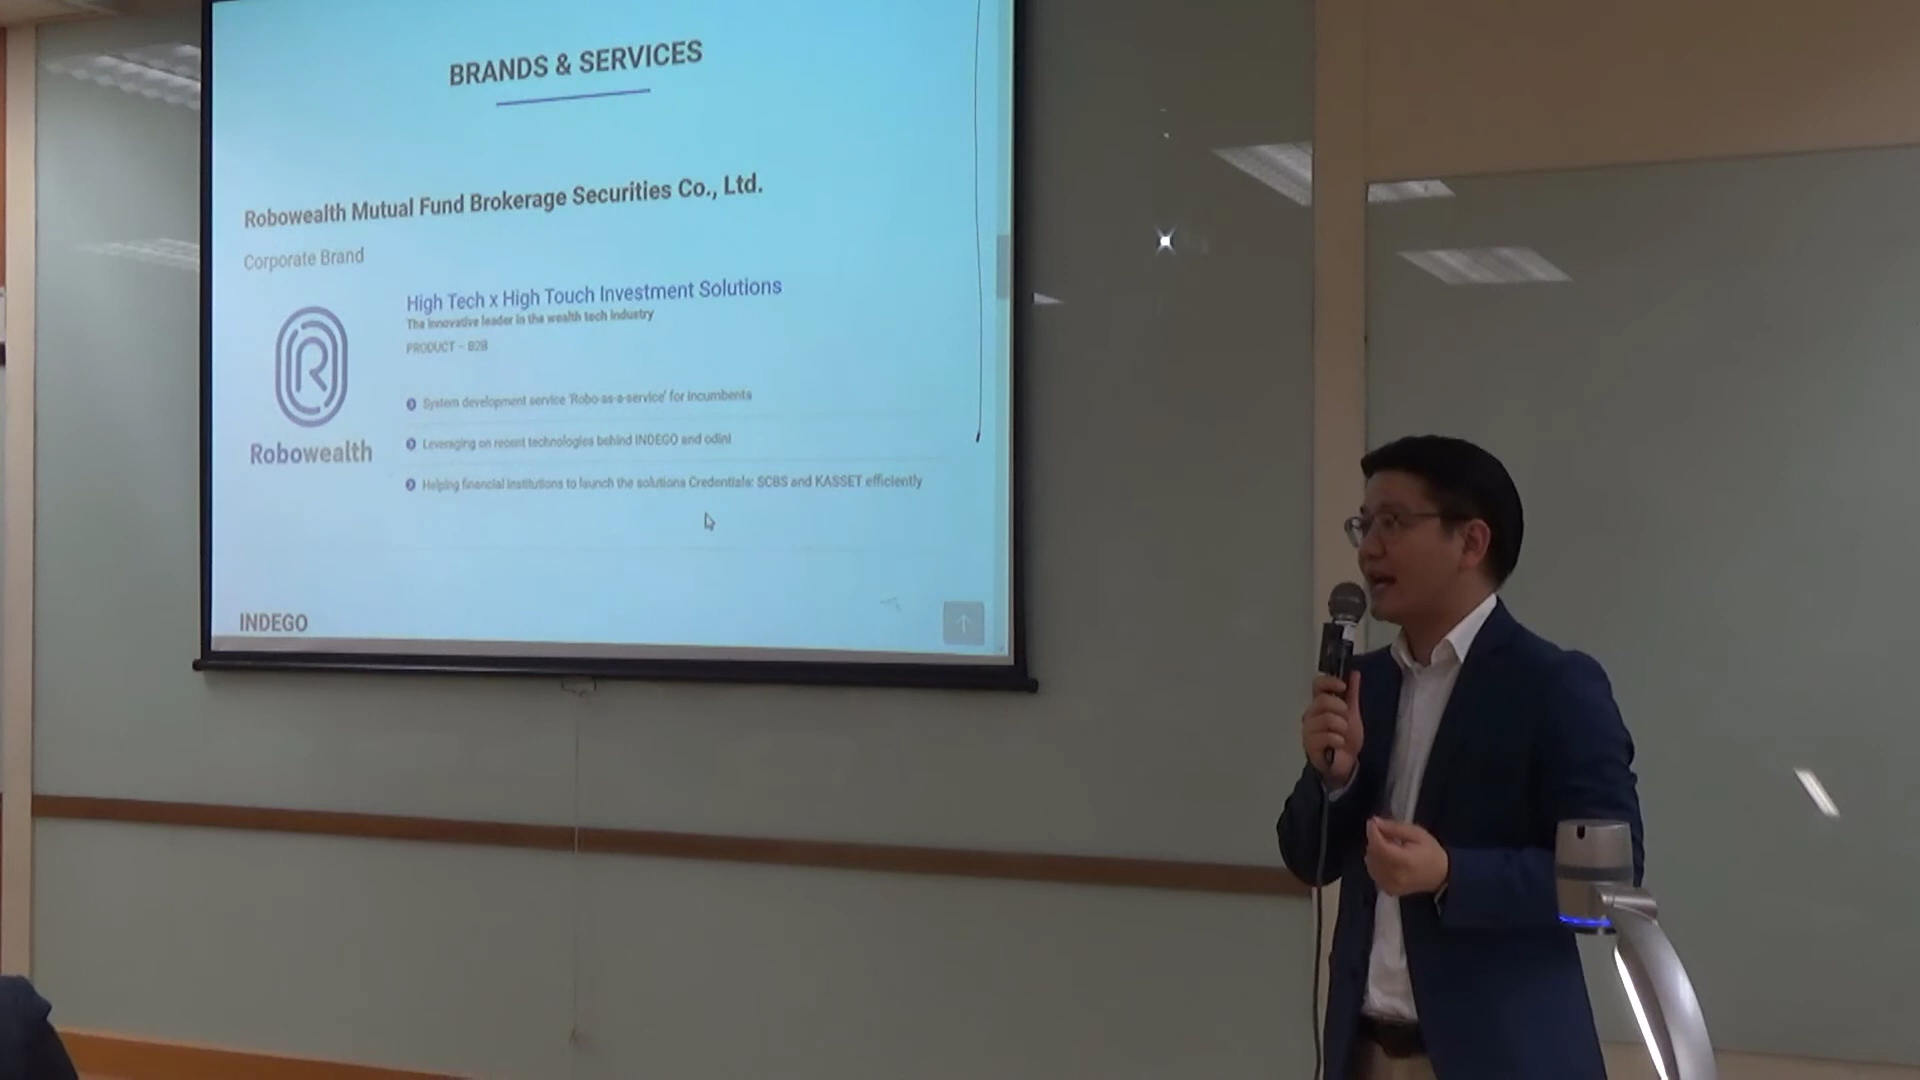 BRANDS & SERVICES
Robowealth Mutual Fund Brokerage Securities Co., Ltd.
Corporate Brand
High Tech x High Touch Investment Solutions
The innovative leader in the wealth tech industry
PRODUCT - B2B
System development service 'Robo-as-a-service' for incumbents
Leveraging on recent technologies behind INDEGO and odini
Helping financial institutions to launch the solutions Credentials: SCBS and KASSET efficiently
R
Robowealth
INDEGO